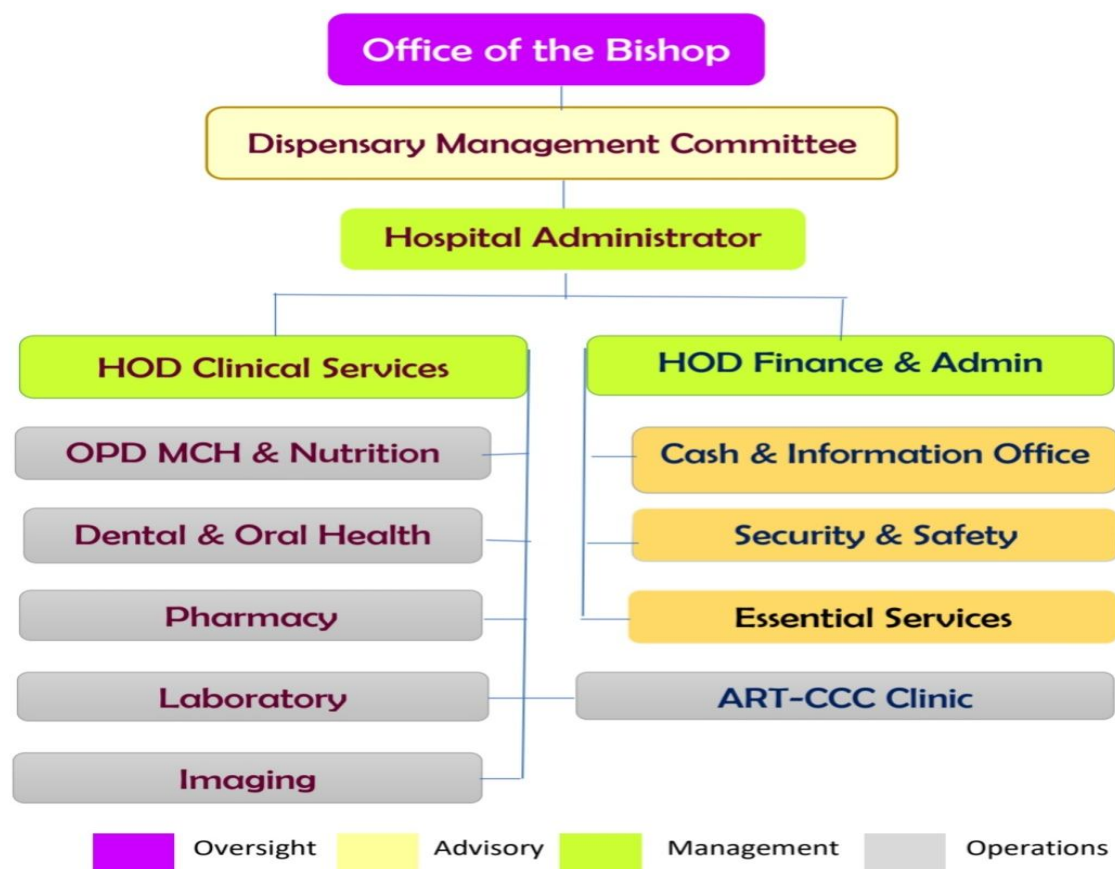 Office of the Bishop
Dispensary Management Committee
Hospital Administrator
HOD Clinical Services
HOD Finance & Admin
OPD MCH & Nutrition
Cash & Information Office
Dental & Oral Health
Security & Safety
Pharmacy
Essential Services
Laboratory
ART-CCC Clinic
Imaging
Oversight
Advisory
Management
Operations